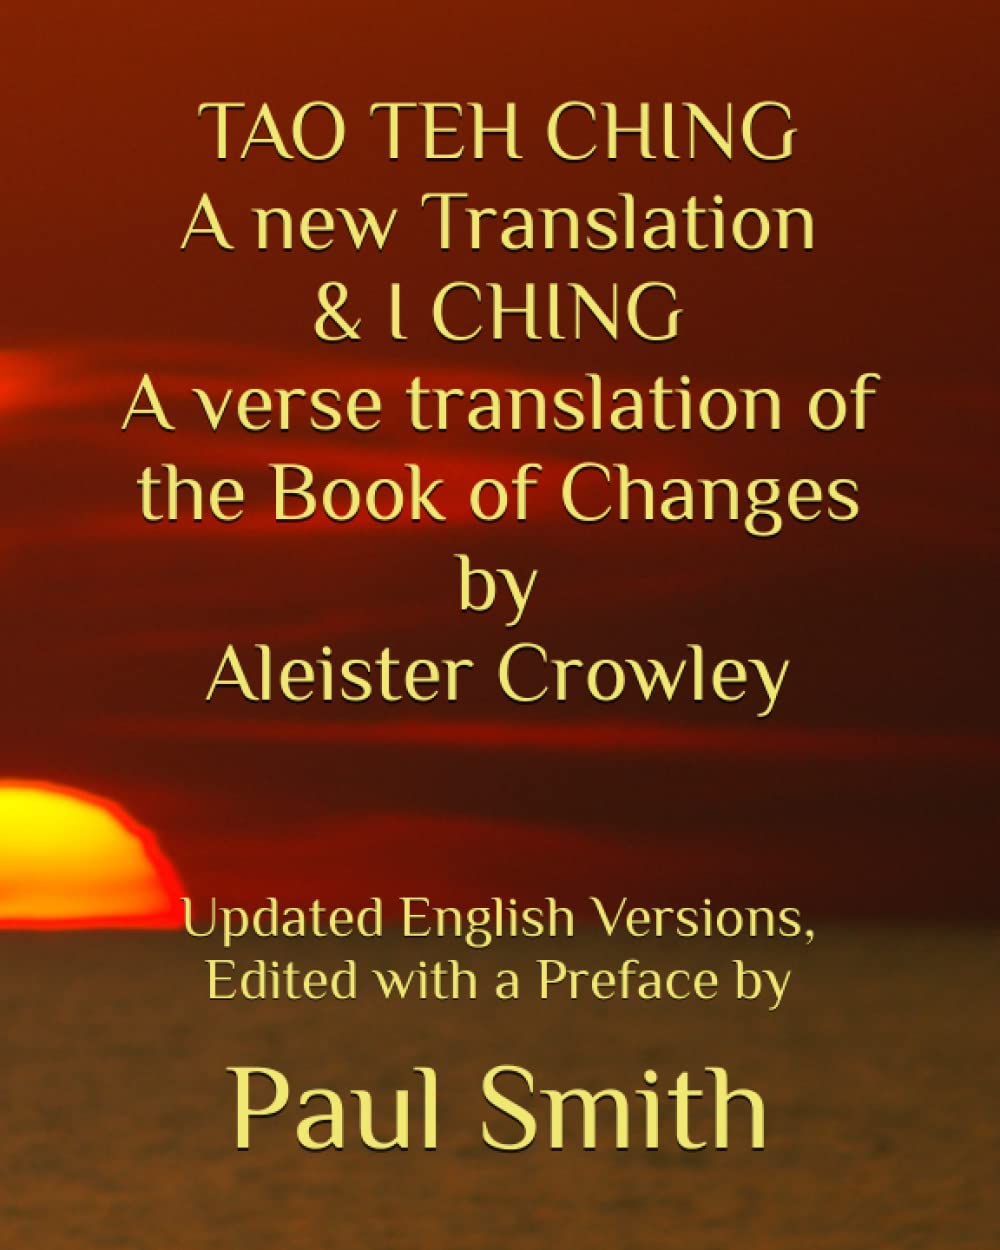 TAO TEH CHING
A new Translation
& I CHING
A verse translation of
the Book of Changes
by
Aleister Crowley
Updated English Versions,
Edited with a Preface by
Paul Smith